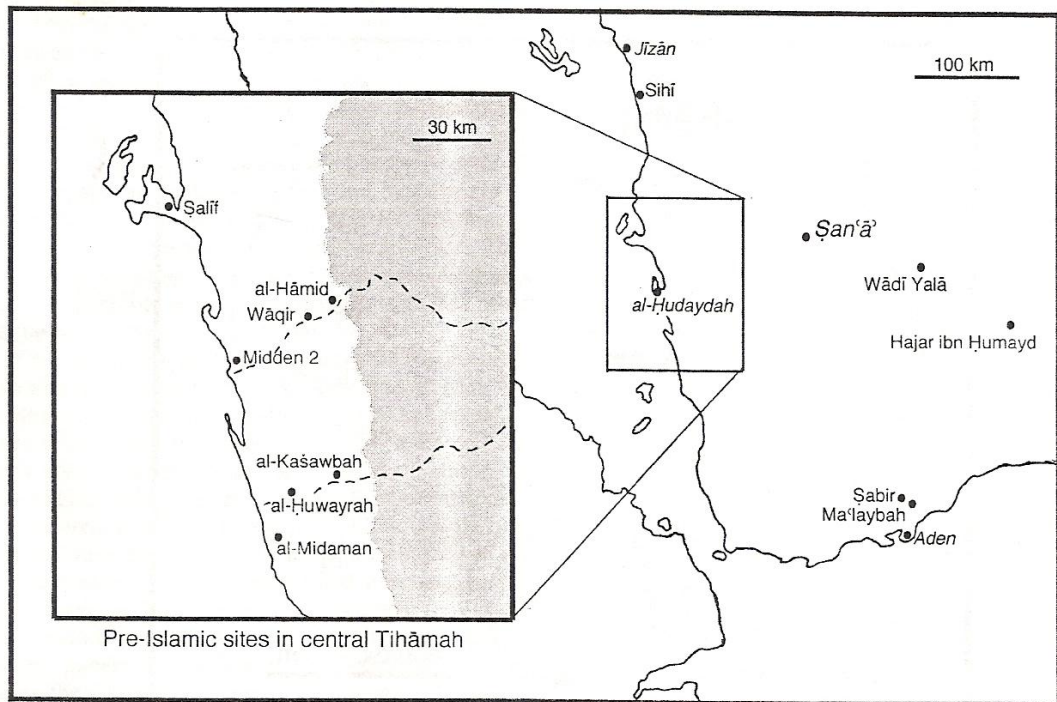 Jīzān
100 km
Sihī
30 km
Ṣalīf
Ṣanʿāʾ
al-Hāmid
Wādī Yalā
Wāqir
al-Ḥudaydah
Hajar ibn Ḥumayd
Midden 2
al-Kaśawbah
al-Ḥuwayrah
Ṣabir
Maʿlaybah
al-Midaman
Aden
Pre-Islamic sites in central Tihāmah